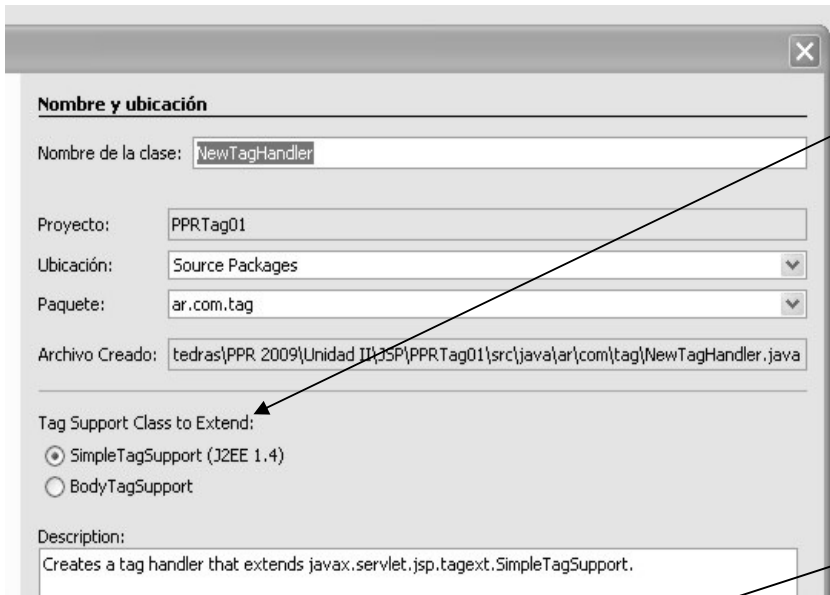 Nombre y ubicación
Nombre de la clase: NewTagHandler
Proyecto: PPRTag01
Ubicación: Source Packages
Paquete: ar.com.tag
Archivo Creado: tedras\PPR 2009\Unidad II\JSP\PPRTag01\src\java\ar\com\tag\NewTagHandler.java
Tag Support Class to Extend:
SimpleTagSupport (J2EE 1.4)
BodyTagSupport
Description:
Creates a tag handler that extends javax.servlet.jsp.tagext.SimpleTagSupport.